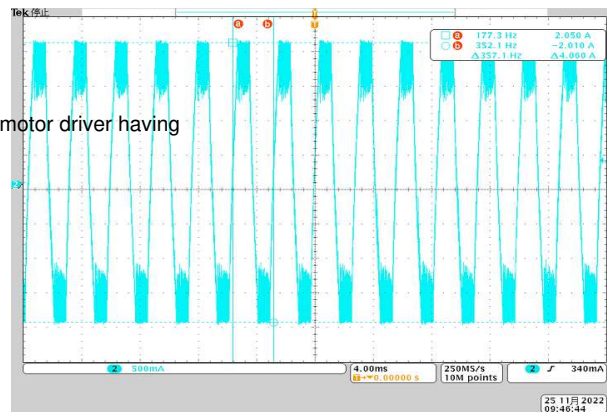 Tek 停止
a b
T
a 177.3 Hz 2.050 A
b 352.1 Hz −2.010 A
Δ357.1 Hz Δ4.060 A
motor driver having
2
2 500mA
4.00ms
T→▼0.00000 s
250MS/s
10M points
2 340mA
25 11月 2022
09:46:44